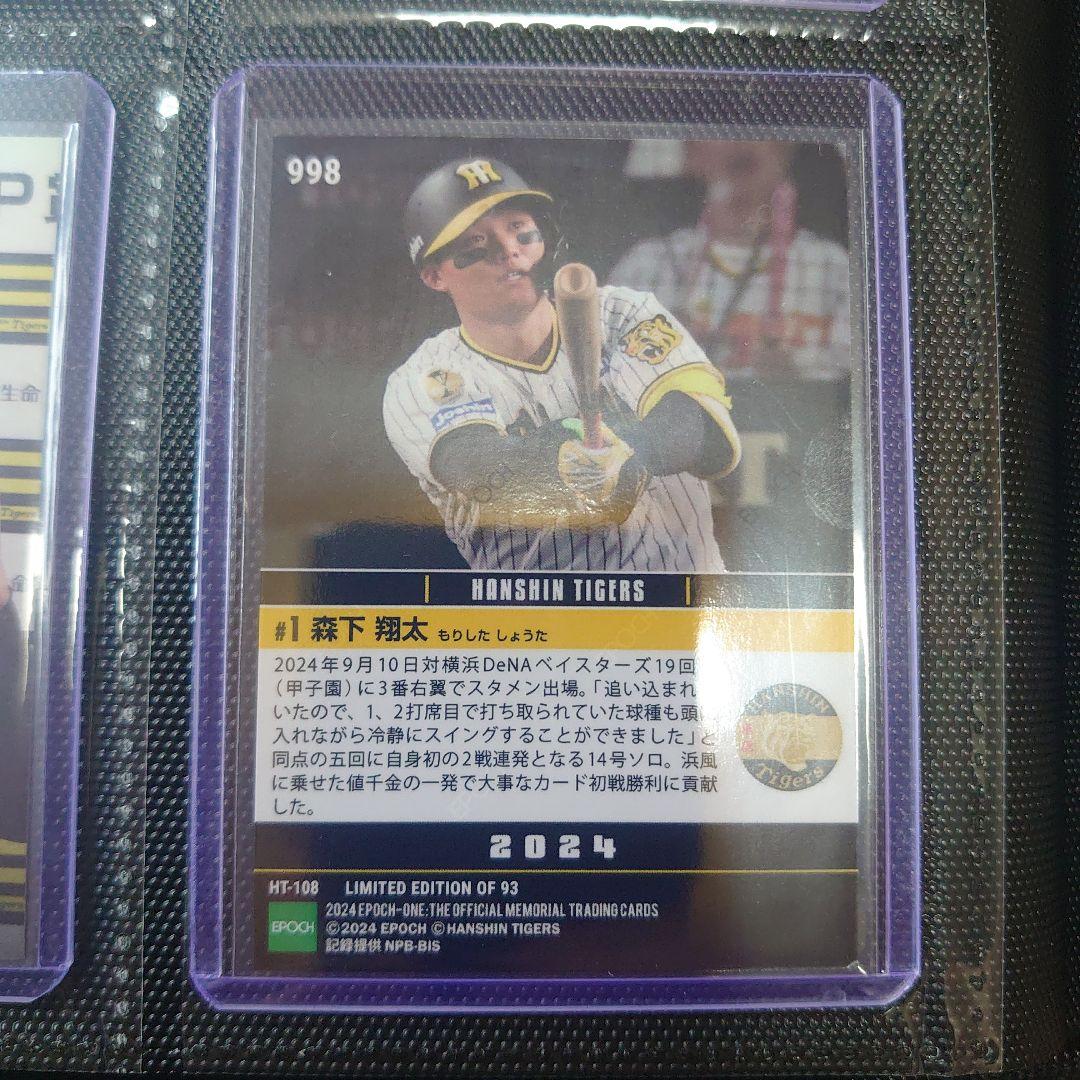 998
P
Joshin
Tigers
生命
Tigers
HANSHIN TIGERS
#1 森下 翔太 もりした しょうた
2024年9月10日対横浜DeNAベイスターズ19回
（甲子園）に3番右翼でスタメン出場。「追い込まれ
いたので、1、2打席目で打ち取られていた球種も頭
入れながら冷静にスイングすることができました」と
同点の五回に自身初の2戦連発となる14号ソロ。浜風
に乗せた値千金の一発で大事なカード初戦勝利に貢献
した。
HANSHIN
Tigers
2024
HT-108 LIMITED EDITION OF 93
EPOCH
2024 EPOCH-ONE:THE OFFICIAL MEMORIAL TRADING CARDS
©2024 EPOCH ©HANSHIN TIGERS
記録提供 NPB-BIS